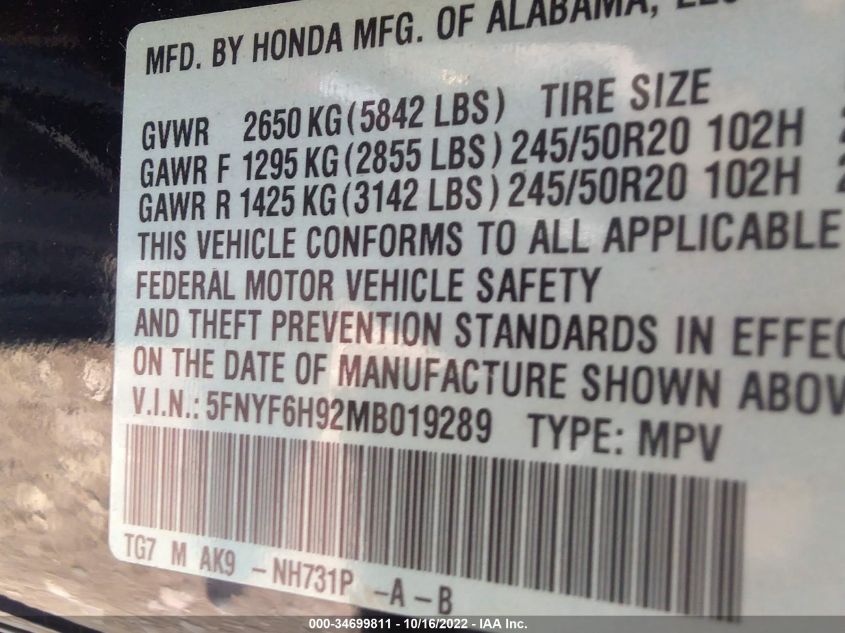 MFD. BY HONDA MFG. OF ALABAMA,
GVWR 2650 KG (5842 LBS) TIRE SIZE
GAWR F 1295 KG (2855 LBS) 245/50R20 102H
GAWR R 1425 KG (3142 LBS) 245/50R20 102H
THIS VEHICLE CONFORMS TO ALL APPLICABLE
FEDERAL MOTOR VEHICLE SAFETY
AND THEFT PREVENTION STANDARDS IN EFFEC
ON THE DATE OF MANUFACTURE SHOWN ABOV
V.I.N.: 5FNYF6H92MB019289 TYPE: MPV
TG7 M AK9 - NH731P - A - B
000-34699811 - 10/16/2022 - IAA Inc.